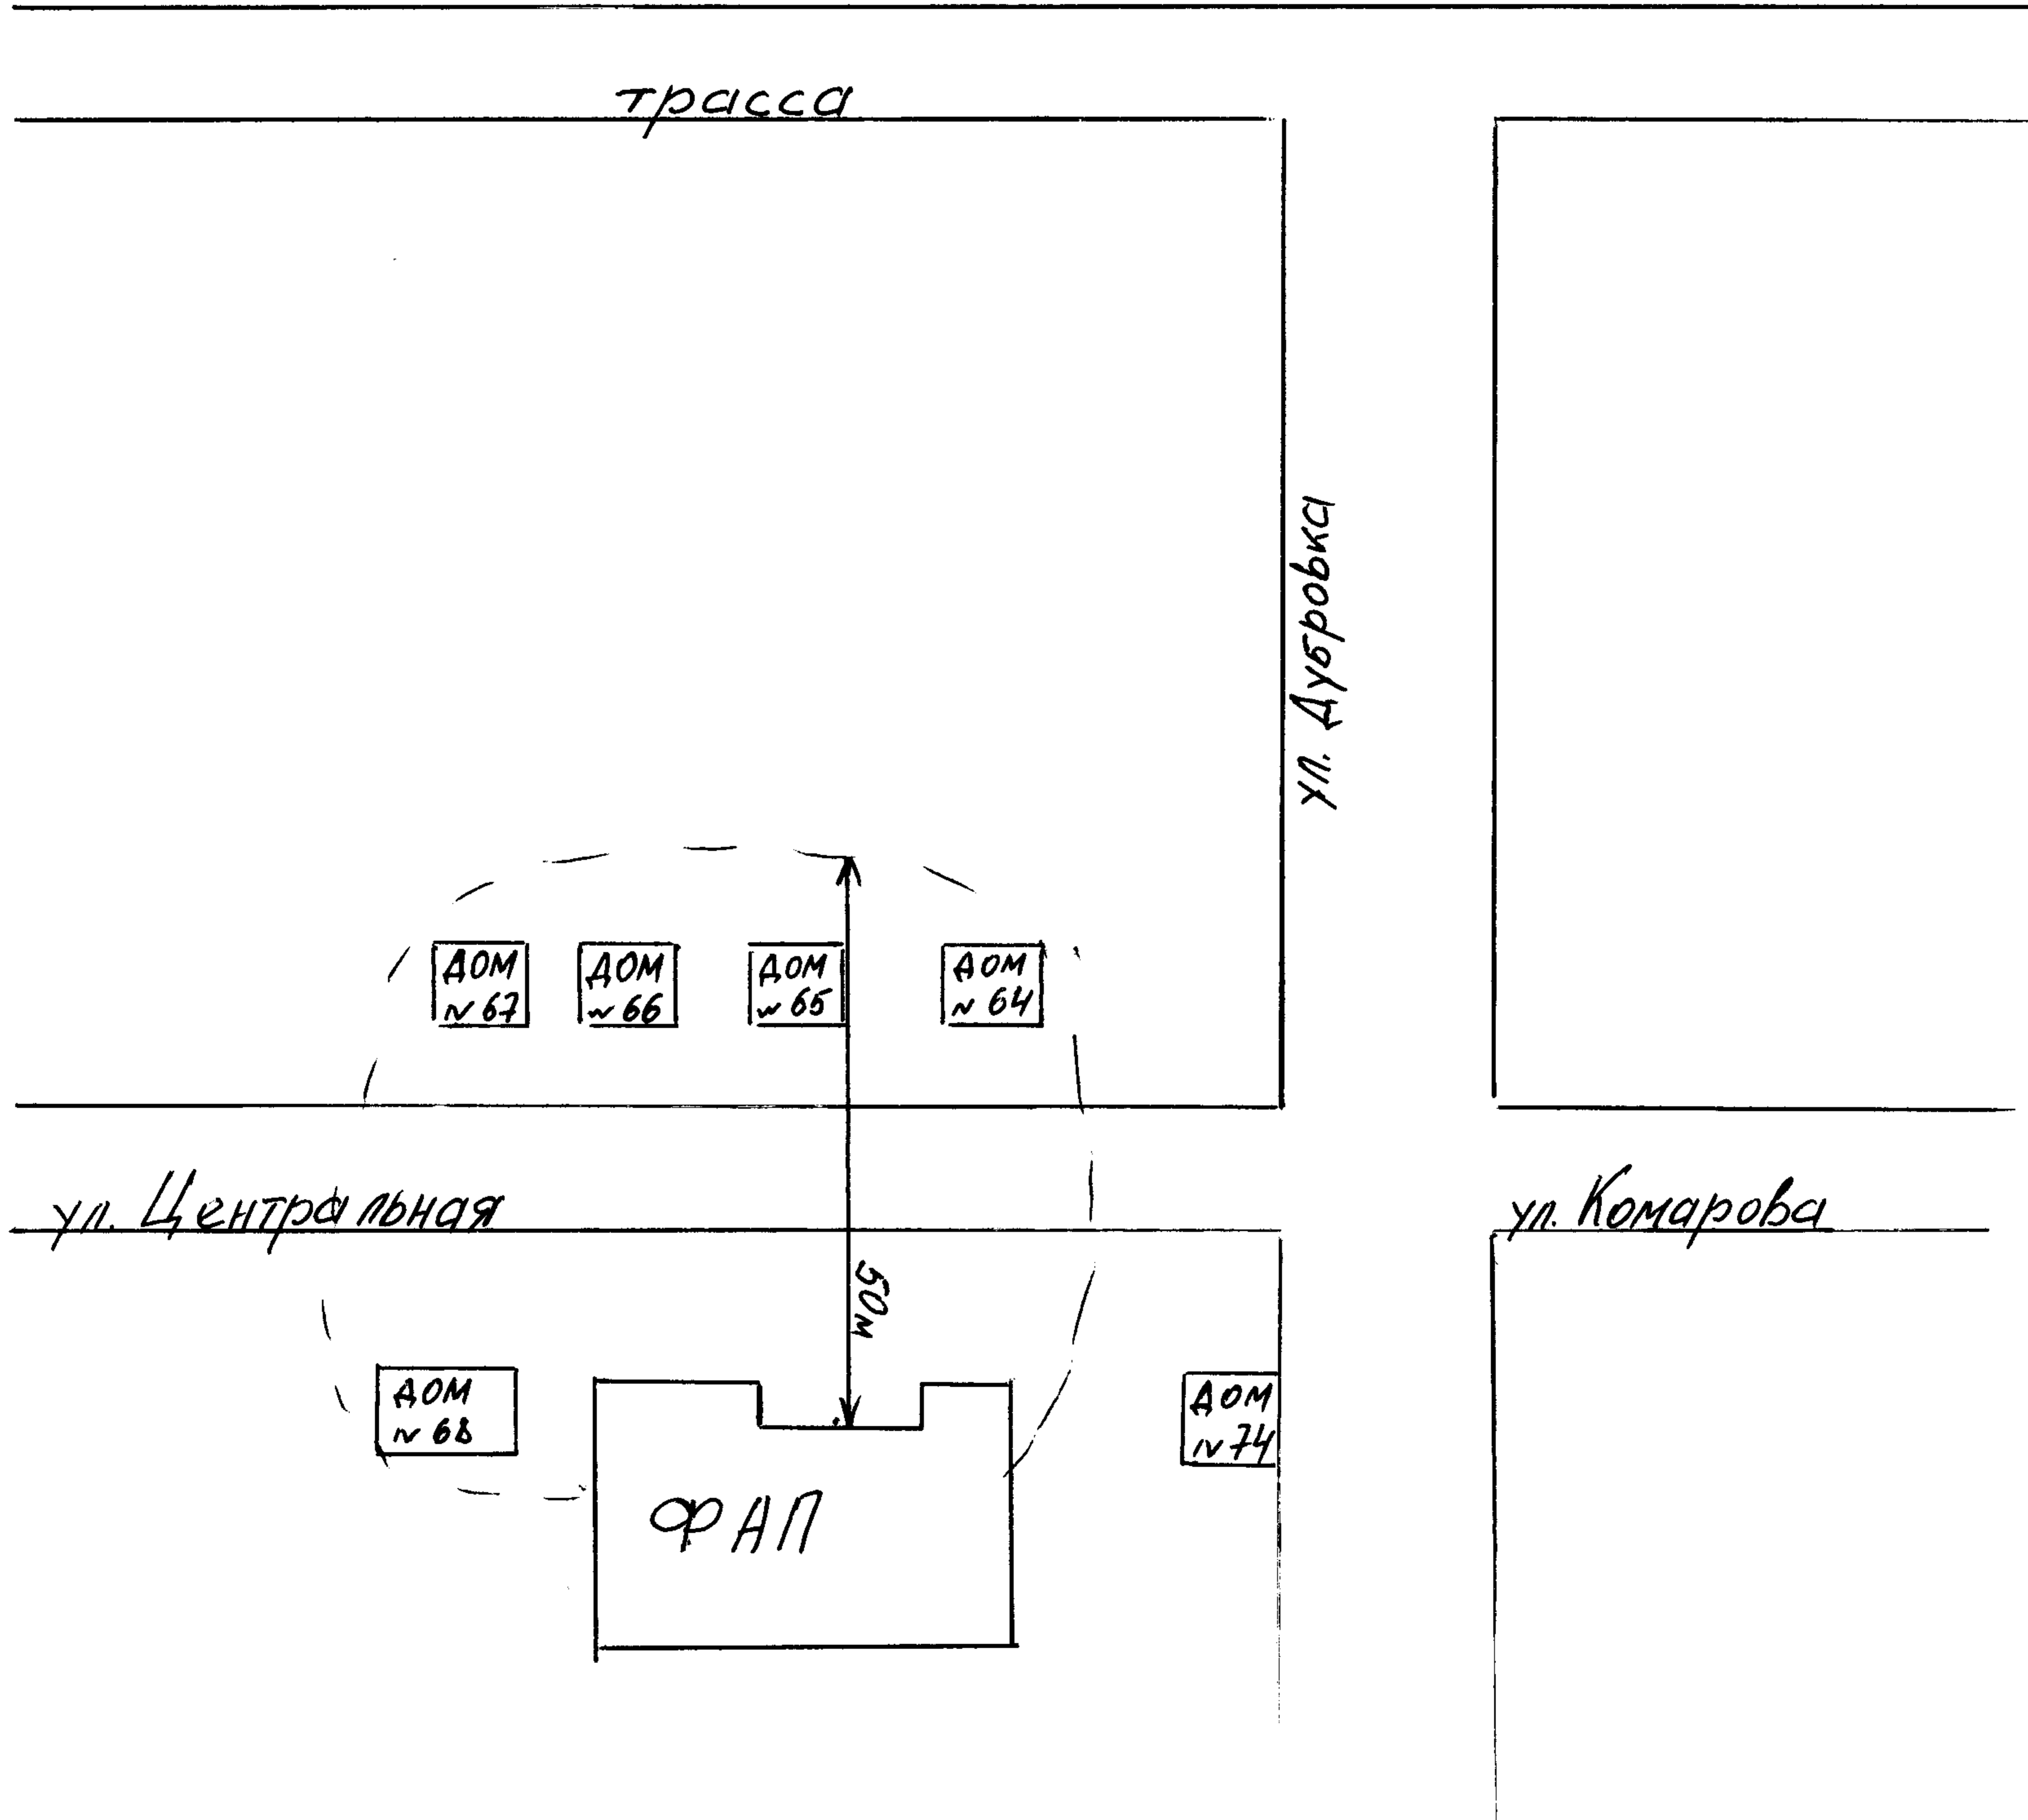 трасса
ул. Дубровка
дом
№ 67
дом
№ 66
дом
№ 65
дом
№ 64
ул. Центральная
ул. Комарова
50м
дом
№ 68
дом
№ 74
ФАП